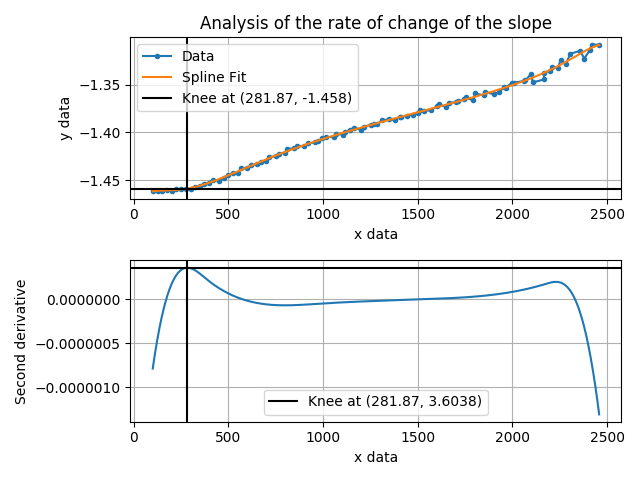 Analysis of the rate of change of the slope
Data
Spline Fit
Knee at (281.87, -1.458)
y data
−1.35
−1.40
−1.45
0 500 1000 1500 2000 2500
x data
Second derivative
0.0000000
−0.0000005
−0.0000010
Knee at (281.87, 3.6038)
0 500 1000 1500 2000 2500
x data